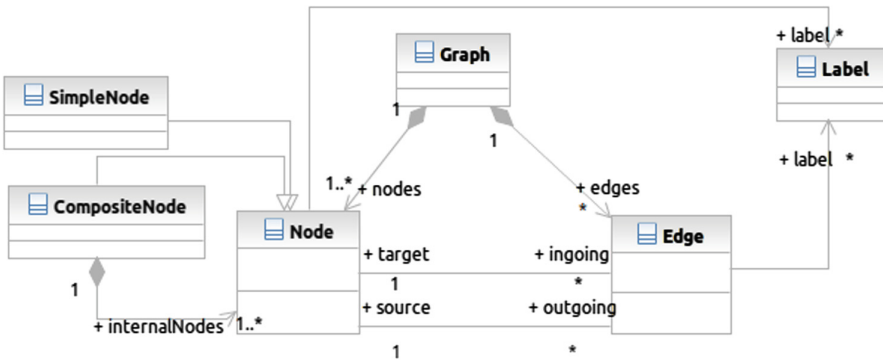 + label *
Graph
Label
SimpleNode
1
1
+ label *
1..* + nodes
+ edges
*
CompositeNode
Node
Edge
+ target
+ ingoing
1
*
1
+ source
+ outgoing
+ internalNodes
1..*
1
*